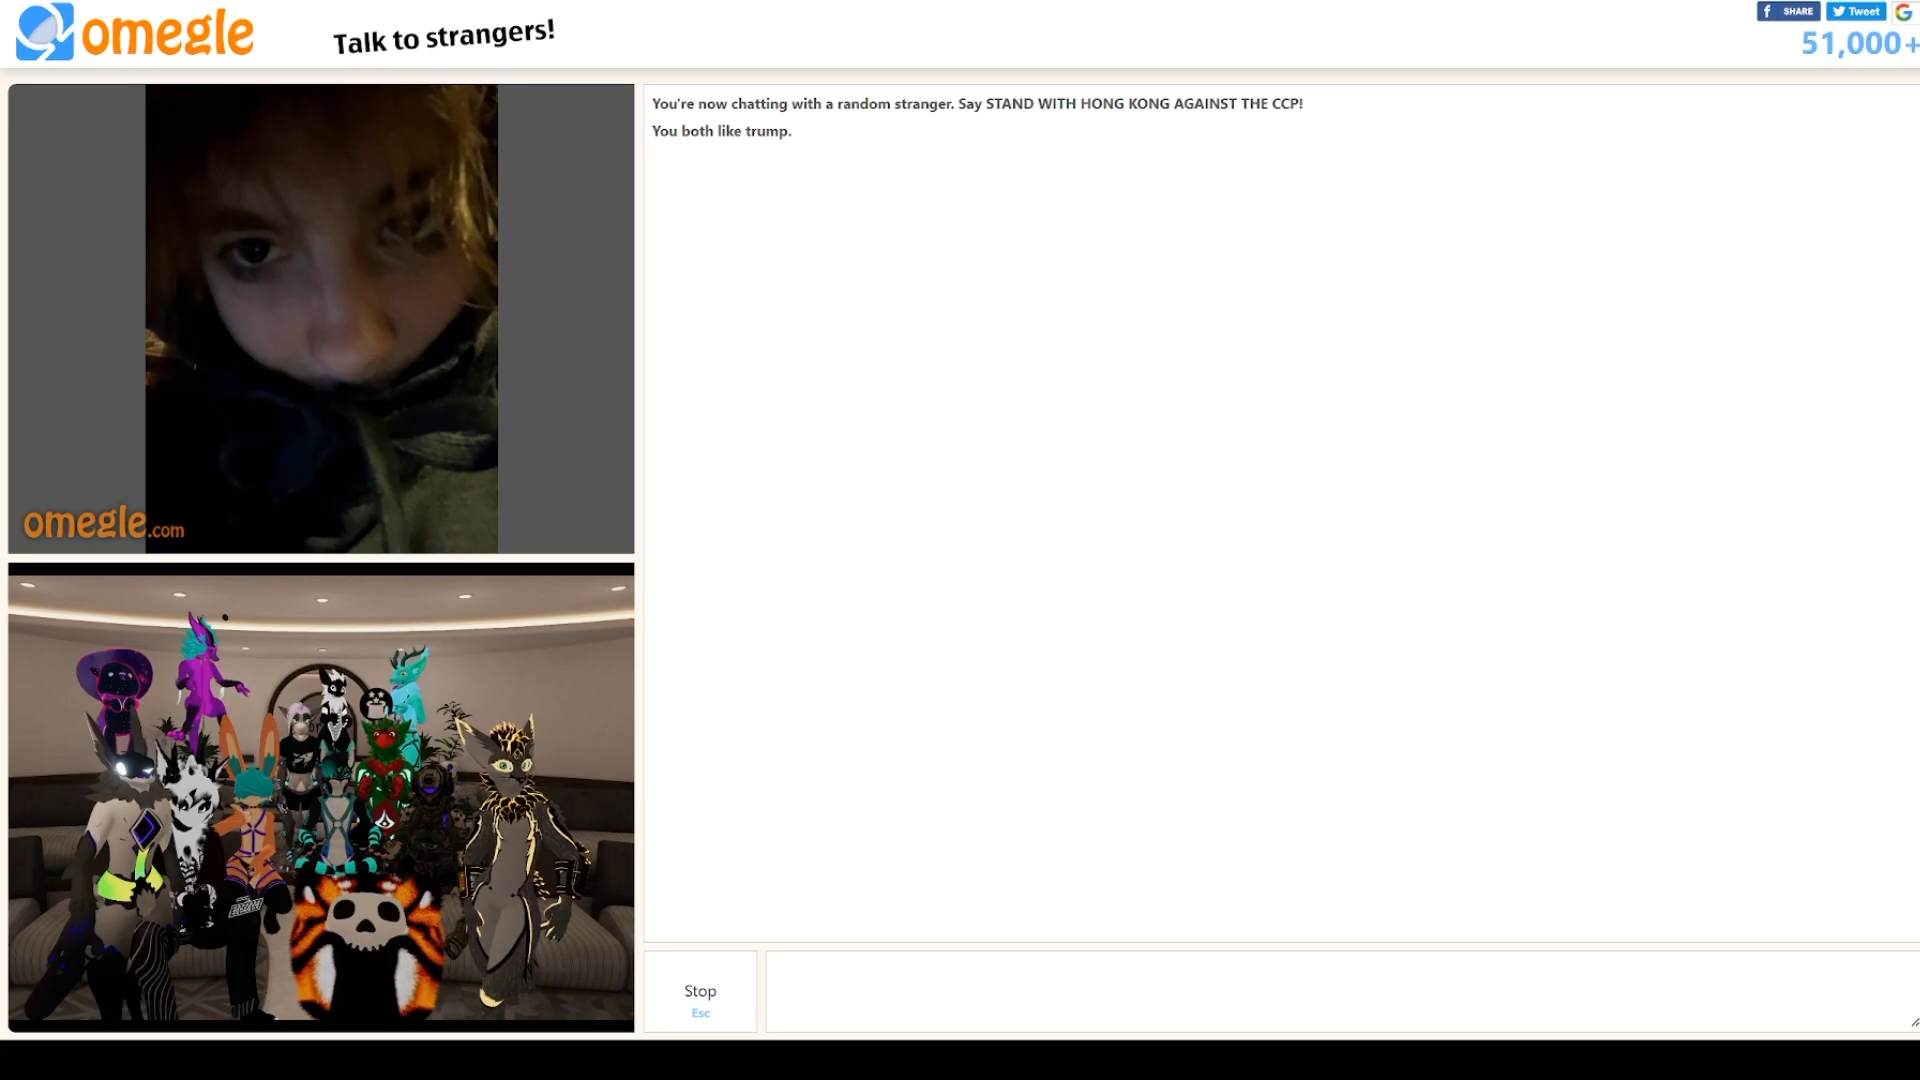 omegle
Talk to strangers!
SHARE
Tweet
51,000+
You're now chatting with a random stranger. Say STAND WITH HONG KONG AGAINST THE CCP!
You both like trump.
omegle.com
Stop
Esc